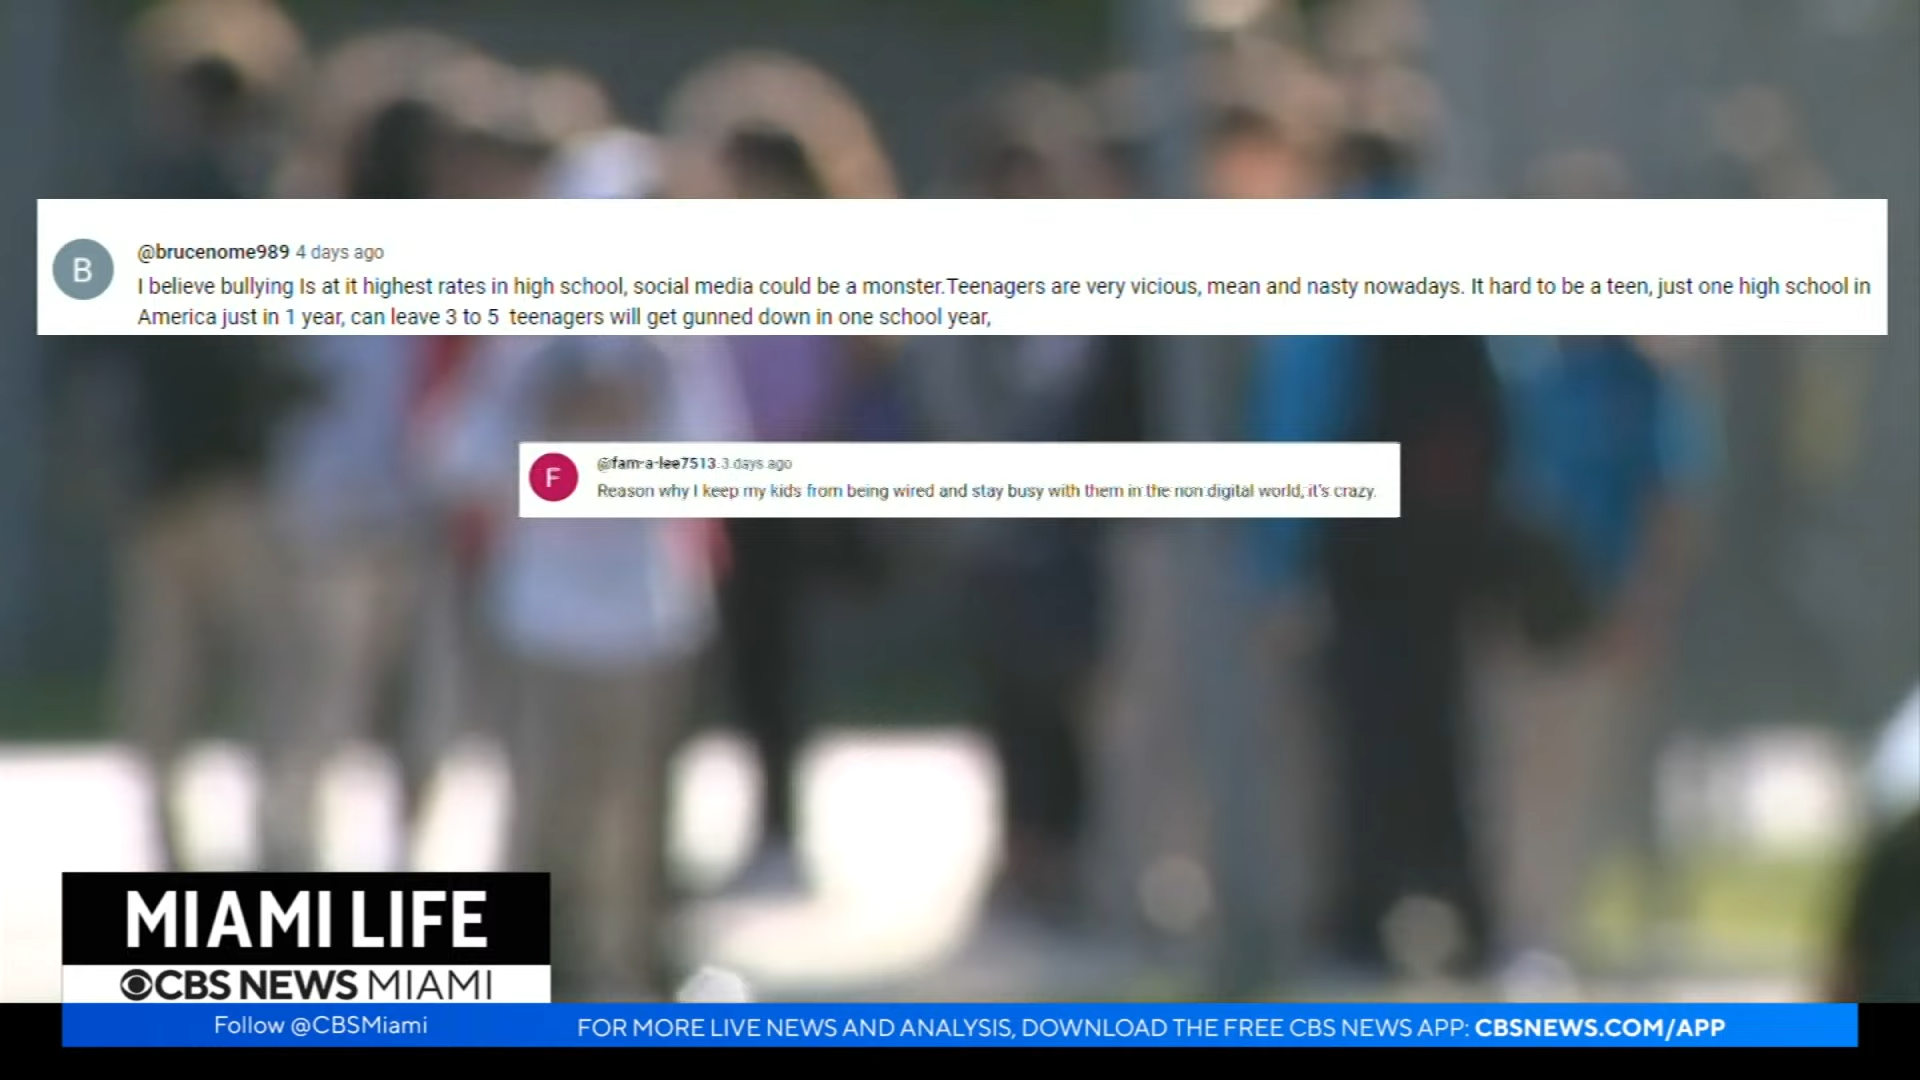 B
@brucenome989 4 days ago
I believe bullying Is at it highest rates in high school, social media could be a monster.Teenagers are very vicious, mean and nasty nowadays. It hard to be a teen, just one high school in
America just in 1 year, can leave 3 to 5 teenagers will get gunned down in one school year,
F
@fam-a-lee7513 3 days ago
Reason why I keep my kids from being wired and stay busy with them in the non digital world, it's crazy.
MIAMI LIFE
CBS NEWS MIAMI
Follow @CBSMiami
FOR MORE LIVE NEWS AND ANALYSIS, DOWNLOAD THE FREE CBS NEWS APP: CBSNEWS.COM/APP